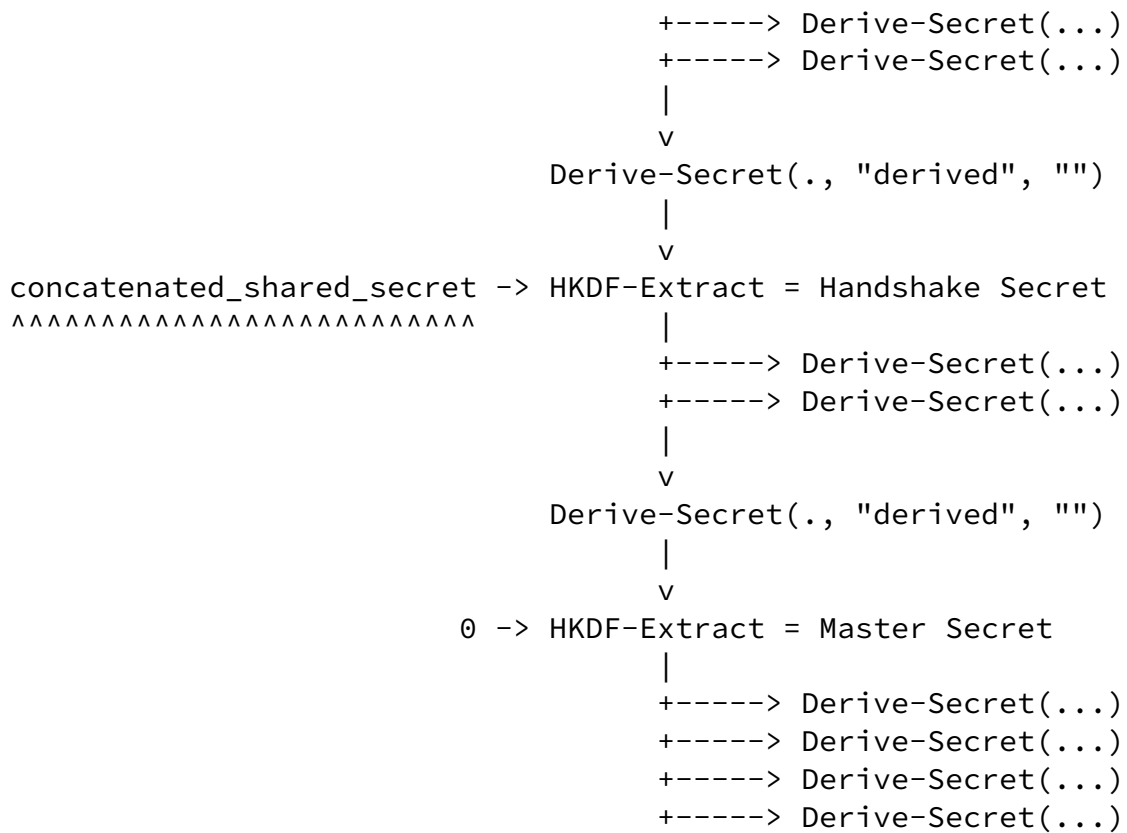 +-----> Derive-Secret(...)
                                    +-----> Derive-Secret(...)
                                    |
                                    v
                              Derive-Secret(., "derived", "")
                                    |
                                    v
concatenated_shared_secret -> HKDF-Extract = Handshake Secret
^^^^^^^^^^^^^^^^^^^^^^^^^^          |
                                    +-----> Derive-Secret(...)
                                    +-----> Derive-Secret(...)
                                    |
                                    v
                              Derive-Secret(., "derived", "")
                                    |
                                    v
                         0 -> HKDF-Extract = Master Secret
                                    |
                                    +-----> Derive-Secret(...)
                                    +-----> Derive-Secret(...)
                                    +-----> Derive-Secret(...)
                                    +-----> Derive-Secret(...)